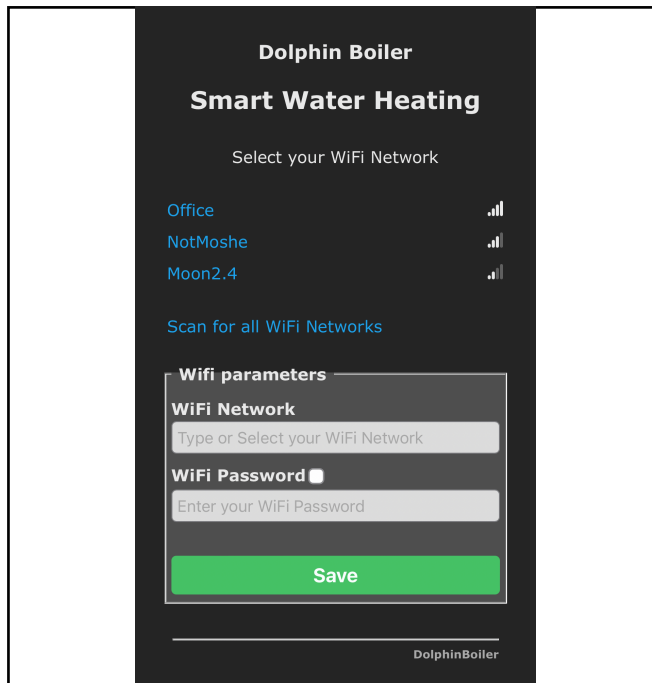 Dolphin Boiler
Smart Water Heating
Select your WiFi Network
Office
NotMoshe
Moon2.4
Scan for all WiFi Networks
Wifi parameters
WiFi Network
Type or Select your WiFi Network
WiFi Password
Enter your WiFi Password
Save
DolphinBoiler